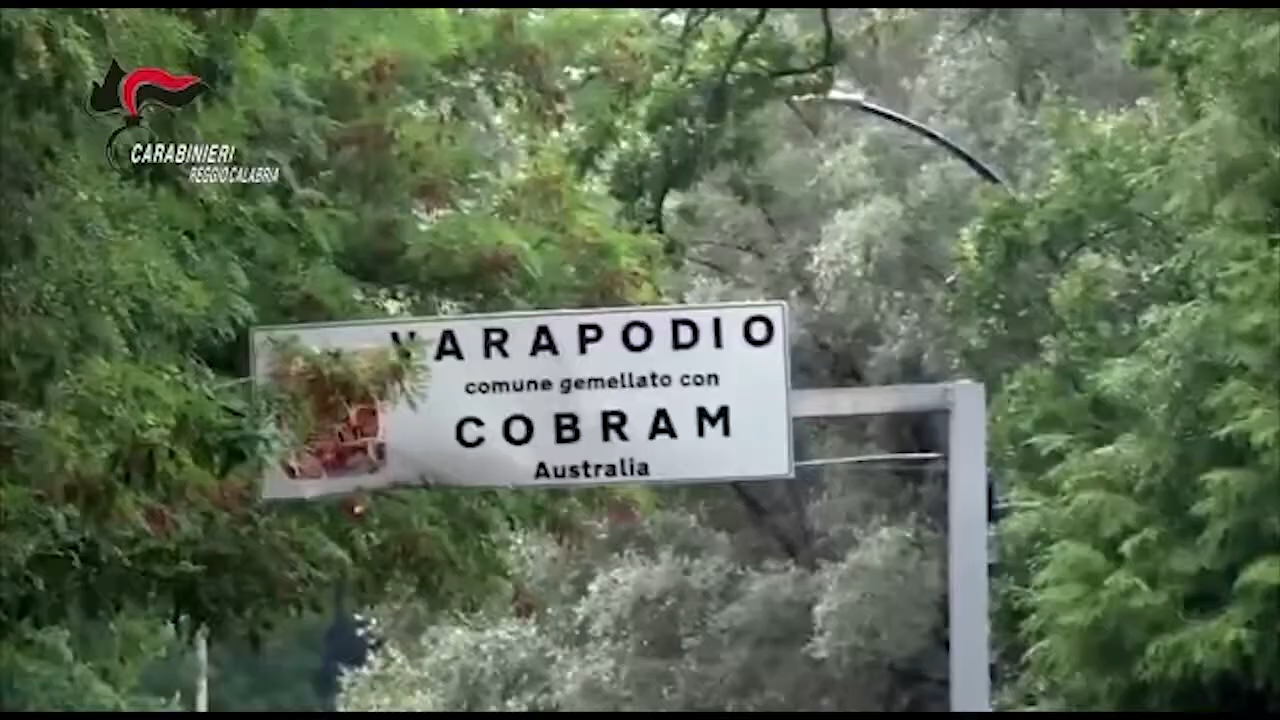 CARABINIERI
REGGIO CALABRIA
VARAPODIO
comune gemellato con
COBRAM
Australia